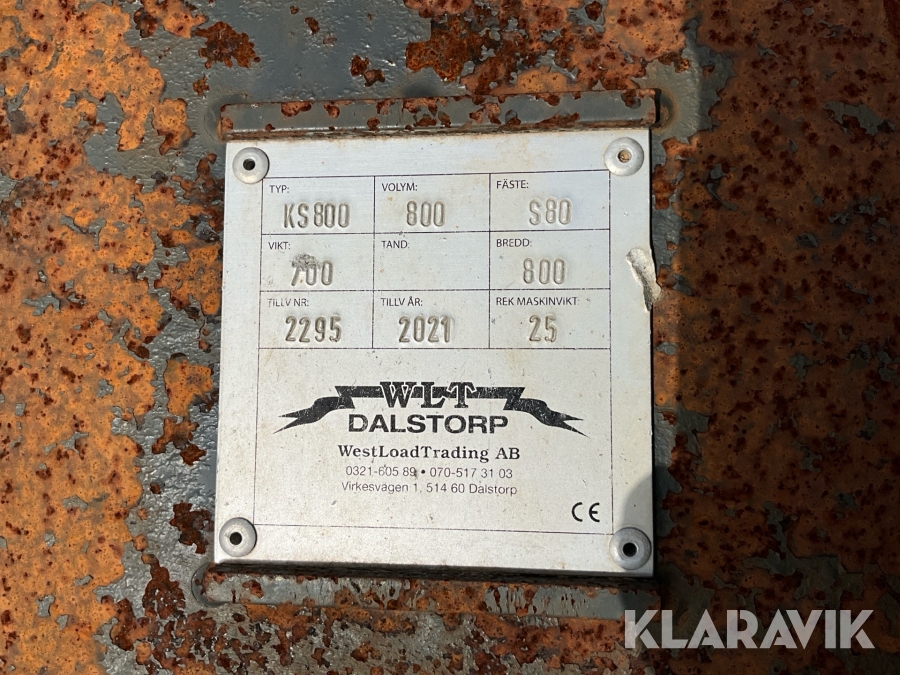 TYP: VOLYM: FÄSTE:
KS800 800 S80
VIKT: TAND: BREDD:
700 800
TILLV NR: TILLV ÅR: REK MASKINVIKT:
2295 2021 25
WLT
DALSTORP
WestLoadTrading AB
0321-605 89 • 070-517 31 03
Virkesvägen 1, 514 60 Dalstorp
CE
KLARAVIK